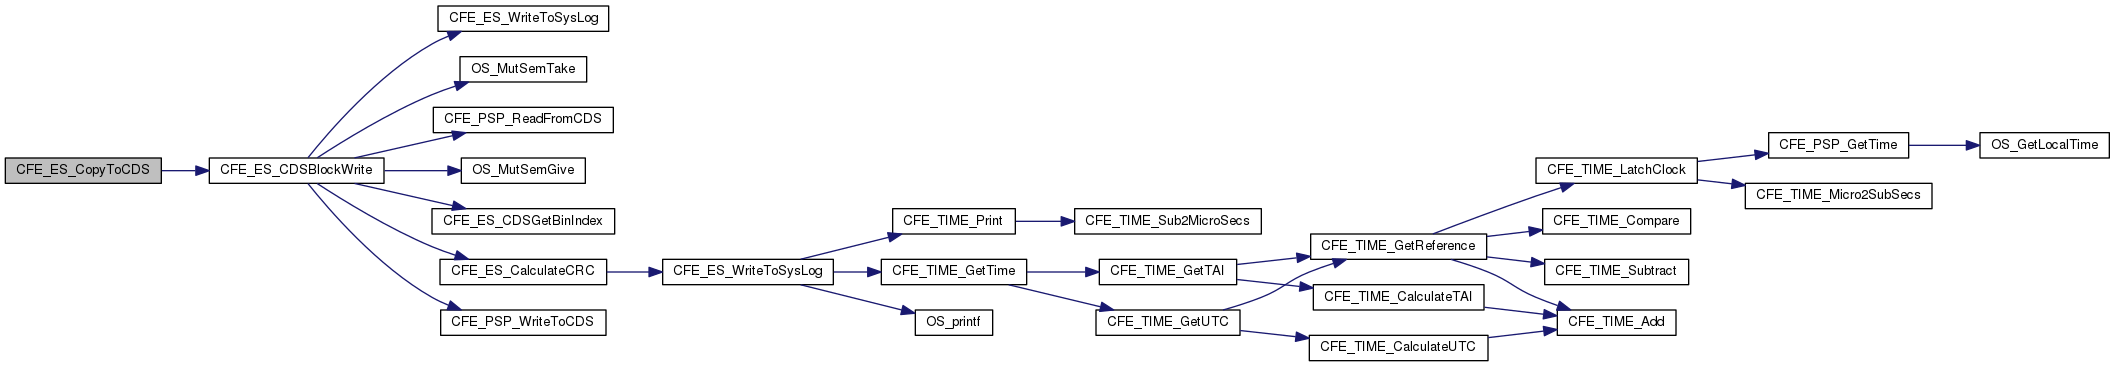 CFE_ES_CopyToCDS
CFE_ES_CDSBlockWrite
CFE_ES_WriteToSysLog
OS_MutSemTake
CFE_PSP_ReadFromCDS
OS_MutSemGive
CFE_ES_CDSGetBinIndex
CFE_ES_CalculateCRC
CFE_PSP_WriteToCDS
CFE_ES_WriteToSysLog
CFE_TIME_Print
CFE_TIME_GetTime
OS_printf
CFE_TIME_Sub2MicroSecs
CFE_TIME_GetTAI
CFE_TIME_GetUTC
CFE_TIME_GetReference
CFE_TIME_CalculateTAI
CFE_TIME_CalculateUTC
CFE_TIME_LatchClock
CFE_TIME_Compare
CFE_TIME_Subtract
CFE_TIME_Add
CFE_PSP_GetTime
CFE_TIME_Micro2SubSecs
OS_GetLocalTime